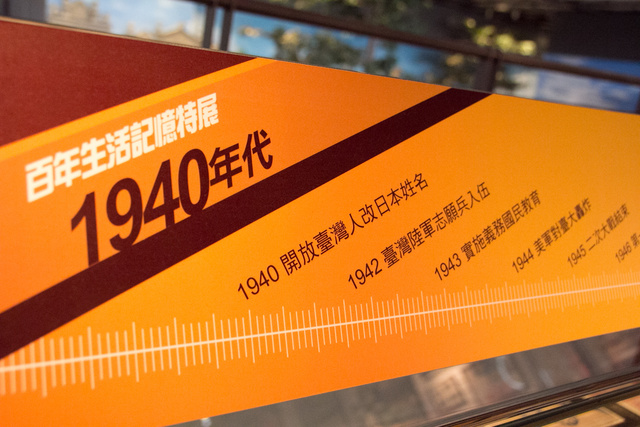 百年生活記憶特展
1940年代
1940 開放臺灣人改日本姓名
1942 臺灣陸軍志願兵入伍
1943 實施義務國民教育
1944 美軍對臺大轟炸
1945 二次大戰結束
1946